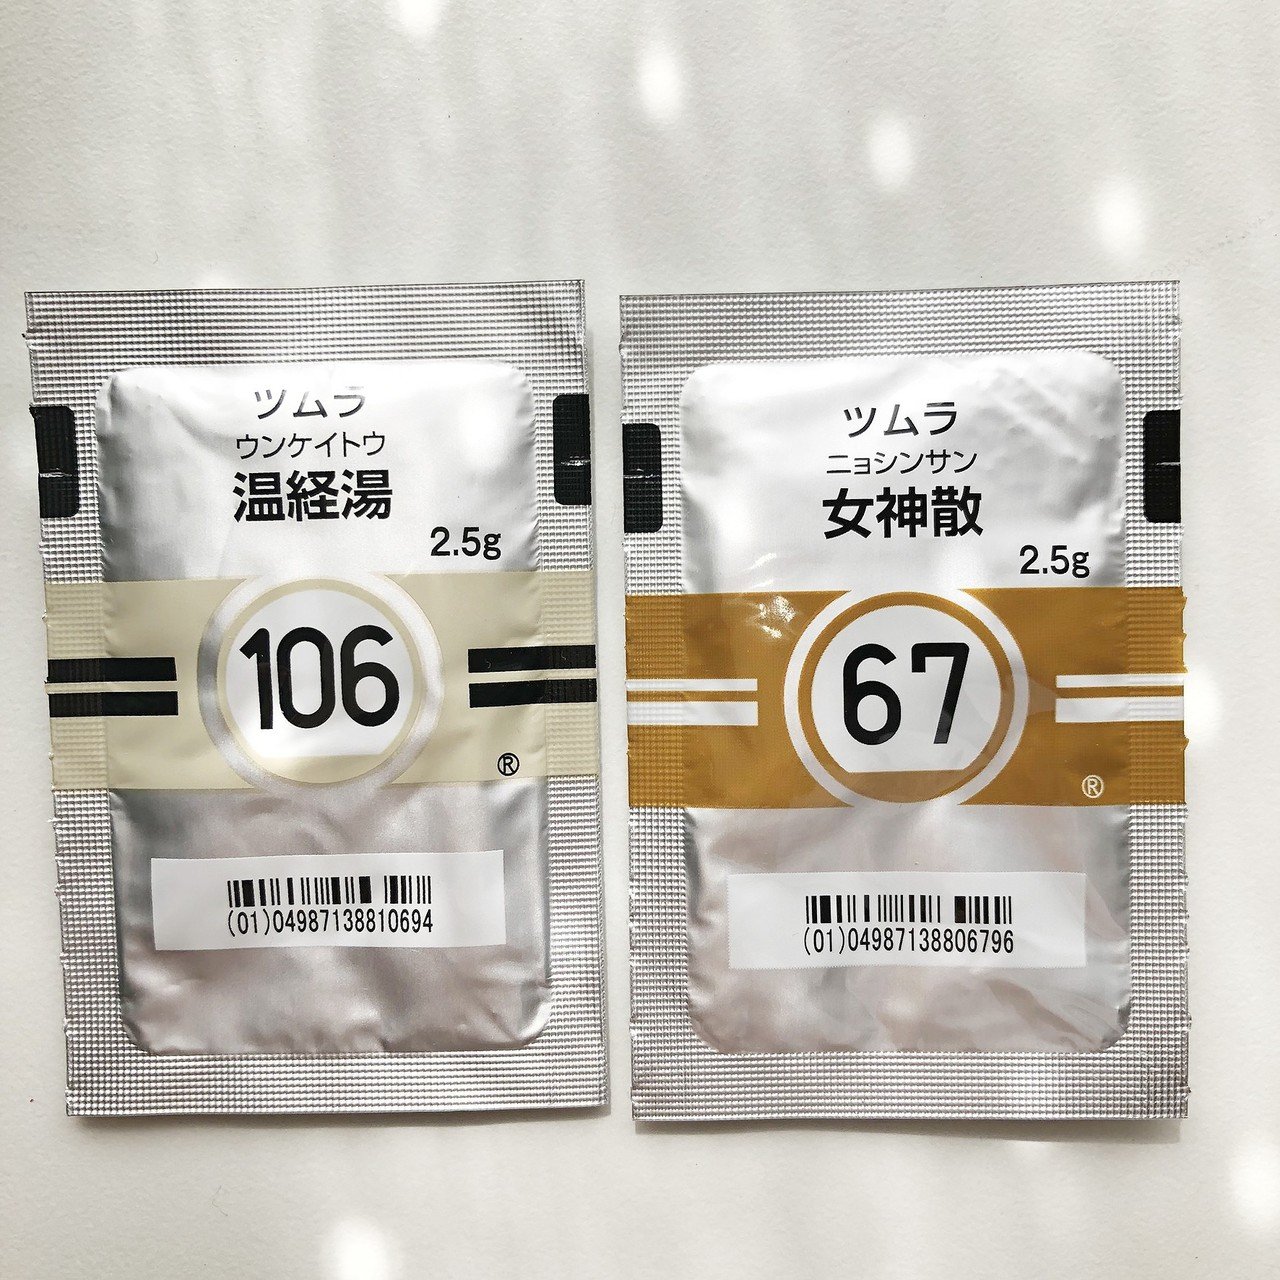 ツムラ
ウンケイトウ
温経湯
2.5g
106
®
(01)04987138810694
ツムラ
ニョシンサン
女神散
2.5g
67
®
(01)04987138806796